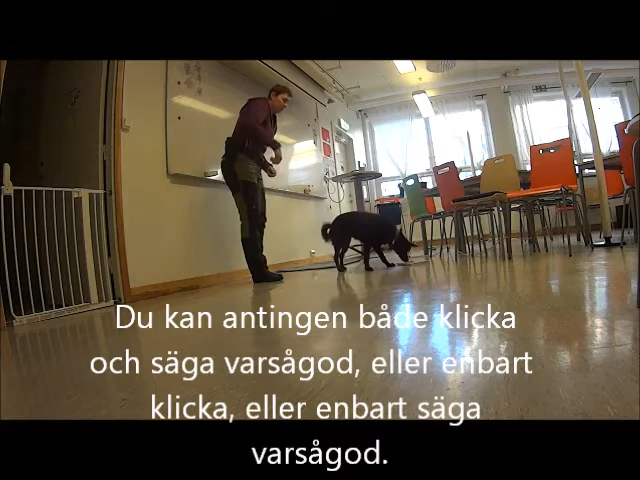 Du kan antingen både klicka
och säga varsågod, eller enbart
klicka, eller enbart säga
varsågod.